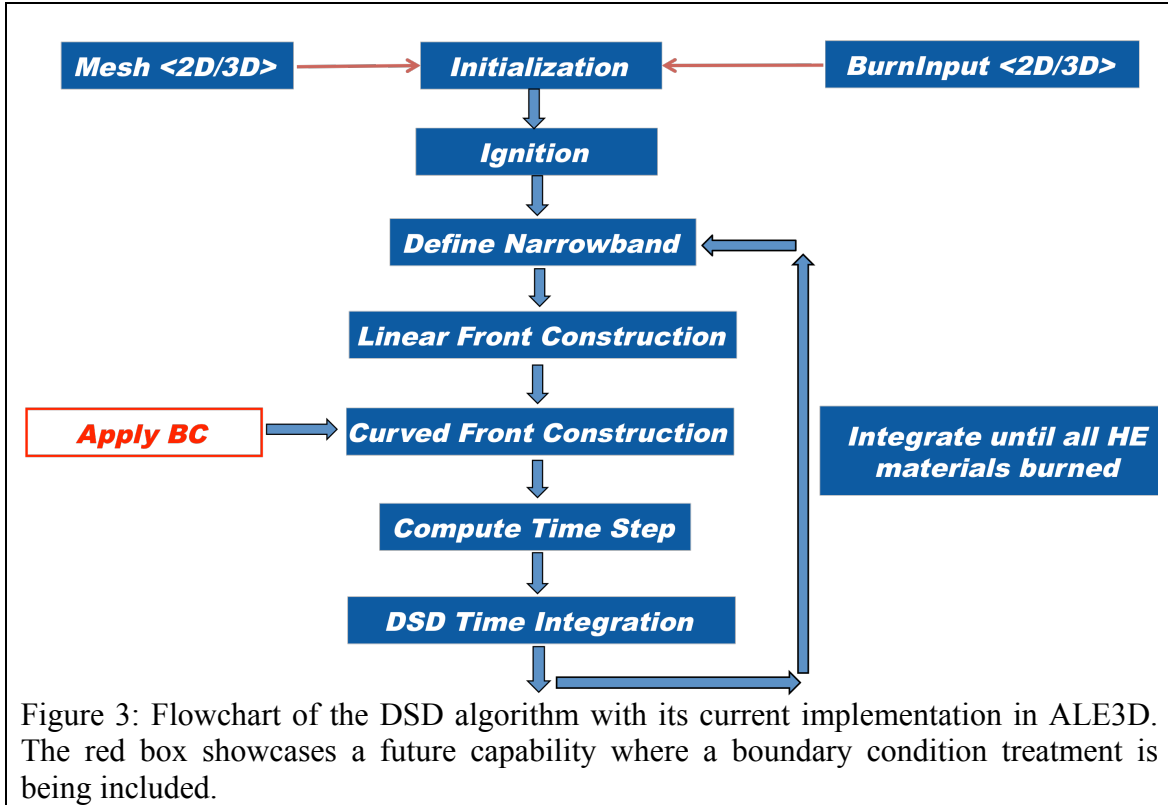 Mesh <2D/3D>
Initialization
BurnInput <2D/3D>
Ignition
Define Narrowband
Linear Front Construction
Apply BC
Curved Front Construction
Integrate until all HE
materials burned
Compute Time Step
DSD Time Integration
Figure 3: Flowchart of the DSD algorithm with its current implementation in ALE3D.
The red box showcases a future capability where a boundary condition treatment is
being included.